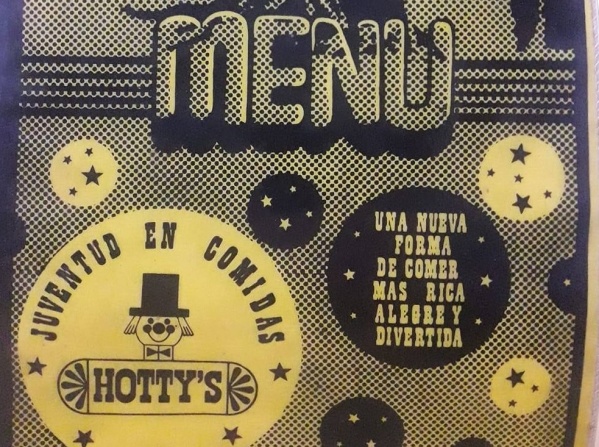 MENU
JUVENTUD EN COMIDAS
HOTTY'S
UNA NUEVA
FORMA
DE COMER
MAS RICA
ALEGRE Y
DIVERTIDA